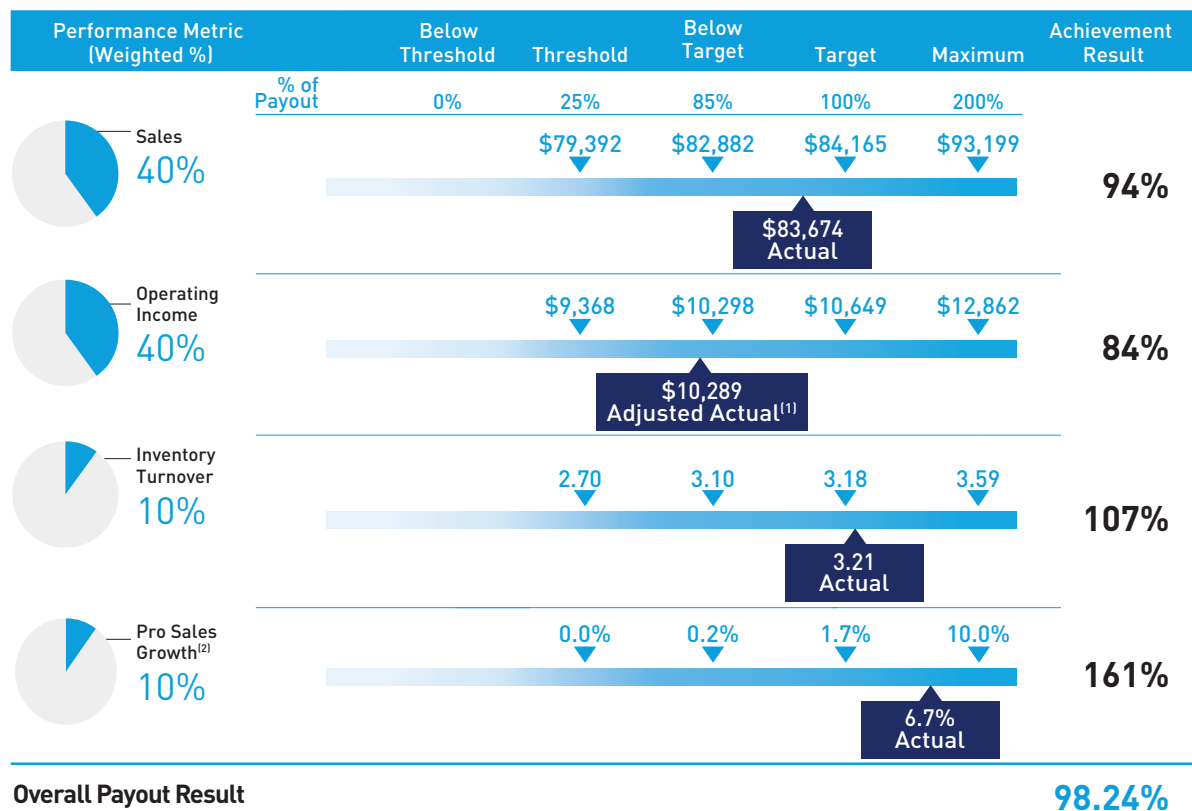 Performance Metric (Weighted %) Below Threshold Threshold Below Target Target Maximum Achievement Result
% of Payout 0% 25% 85% 100% 200%
Sales
40%
$79,392 $82,882 $84,165 $93,199
$83,674
Actual
94%
Operating
Income
40%
$9,368 $10,298 $10,649 $12,862
$10,289
Adjusted Actual(1)
84%
Inventory
Turnover
10%
2.70 3.10 3.18 3.59
3.21
Actual
107%
Pro Sales
Growth(2)
10%
0.0% 0.2% 1.7% 10.0%
6.7%
Actual
161%
Overall Payout Result 98.24%